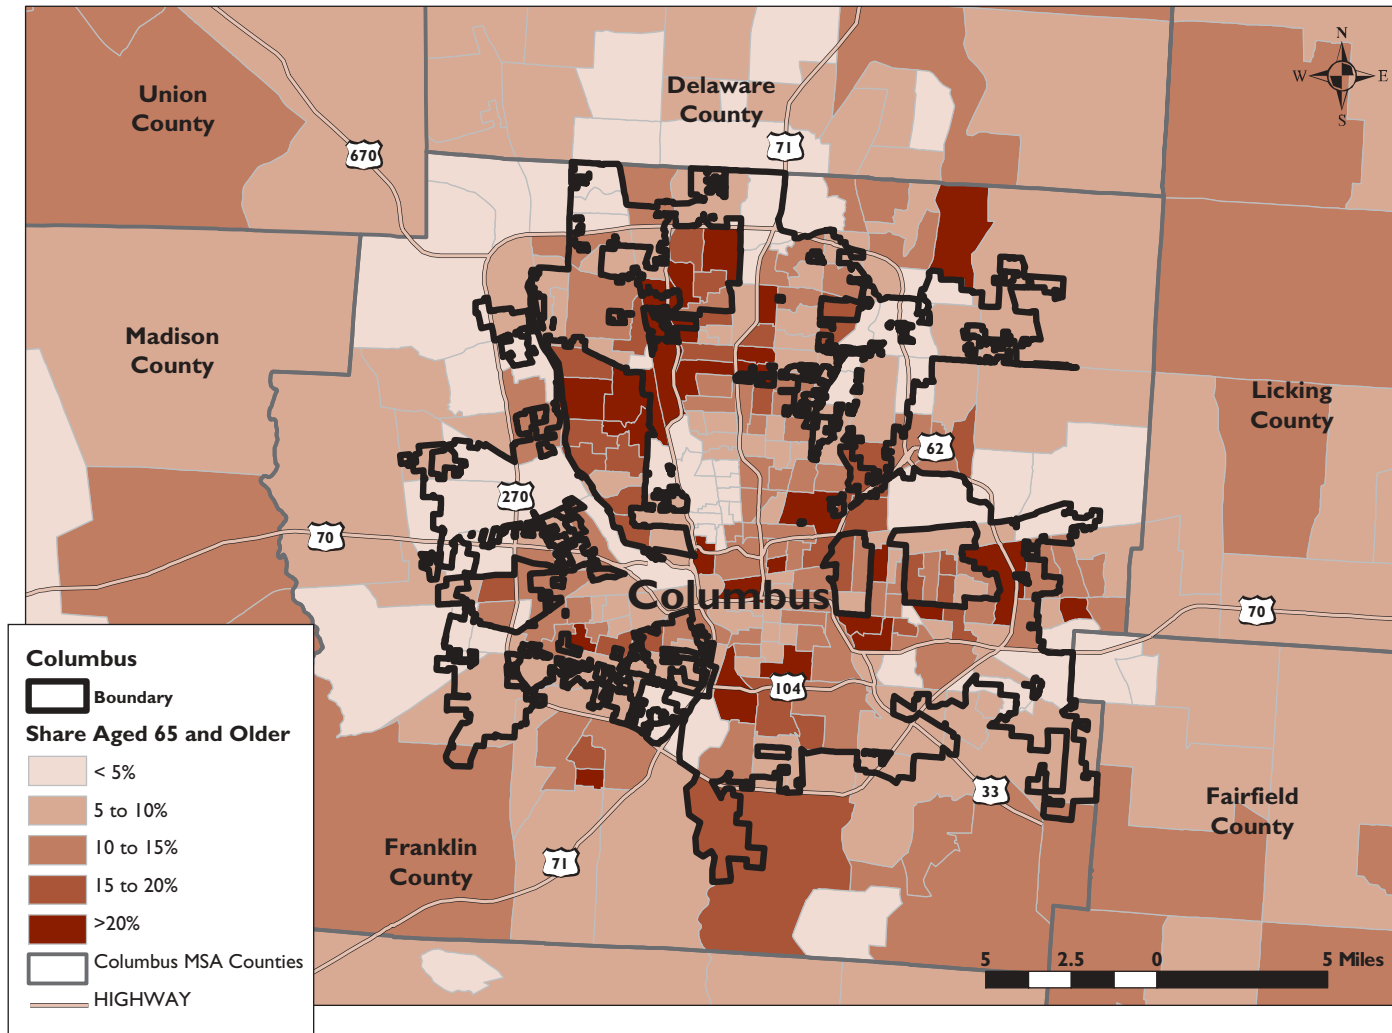 N
W E
S
Union
County
Delaware
County
71
670
Madison
County
Licking
County
62
270
70
Columbus
70
104
33
Fairfield
County
Franklin
County
71
Columbus
Boundary
Share Aged 65 and Older
< 5%
5 to 10%
10 to 15%
15 to 20%
>20%
Columbus MSA Counties
HIGHWAY
5 2.5 0 5 Miles